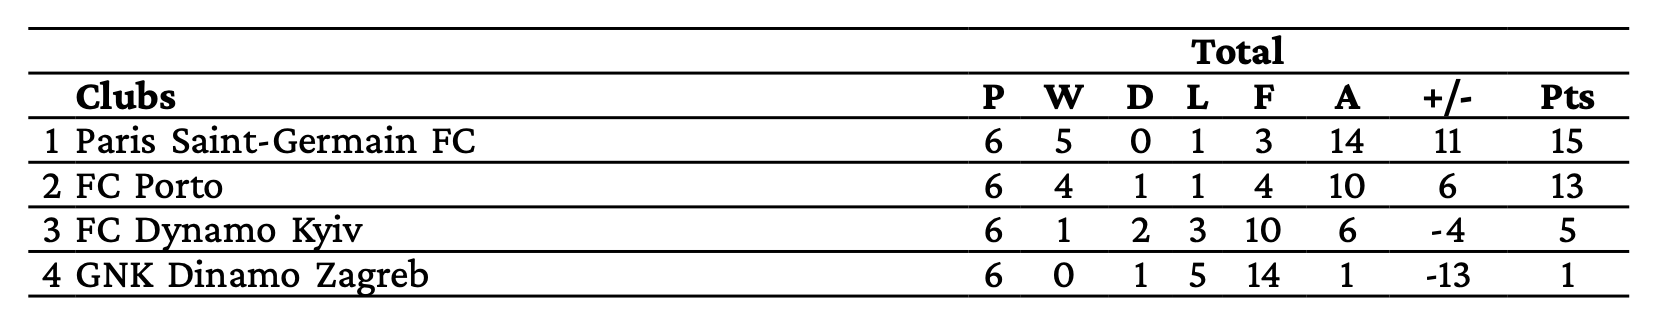 Total
Clubs P W D L F A +/- Pts
1 Paris Saint-Germain FC 6 5 0 1 3 14 11 15
2 FC Porto 6 4 1 1 4 10 6 13
3 FC Dynamo Kyiv 6 1 2 3 10 6 -4 5
4 GNK Dinamo Zagreb 6 0 1 5 14 1 -13 1